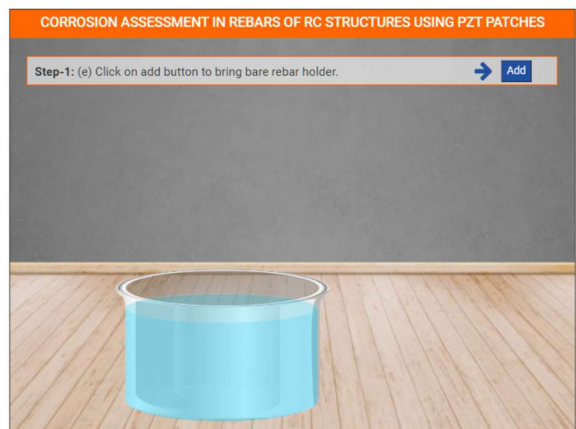 CORROSION ASSESSMENT IN REBARS OF RC STRUCTURES USING PZT PATCHES
Step-1: (e) Click on add button to bring bare rebar holder.
Add